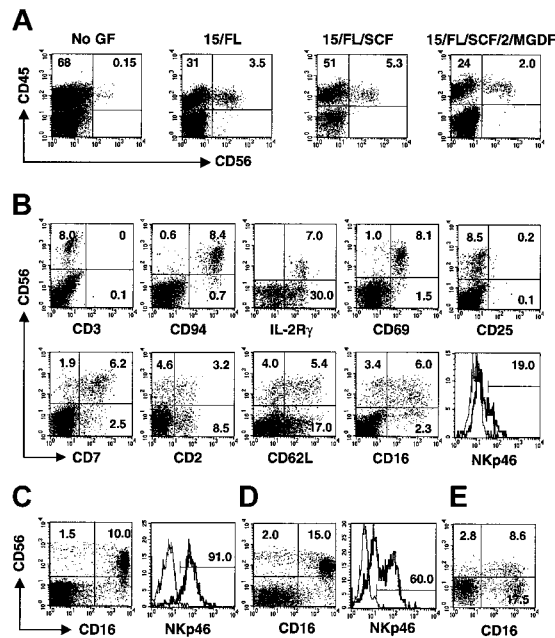 A
No GF
15/FL
15/FL/SCF
15/FL/SCF/2/MGDF
68 0.15
31 3.5
51 5.3
24 2.0
CD45
CD56
B
8.0 0
0.6 8.4
7.0
1.0 8.1
8.5 0.2
0.1
0.7
30.0
1.5
0.1
CD56
CD3
CD94
IL-2Rγ
CD69
CD25
1.9 6.2
4.6 3.2
4.0 5.4
3.4 6.0
19.0
2.5
8.5
17.0
2.3
CD7
CD2
CD62L
CD16
NKp46
C
D
E
1.5 10.0
91.0
2.0 15.0
60.0
2.8 8.6
17.5
CD56
CD16
NKp46
CD16
NKp46
CD16